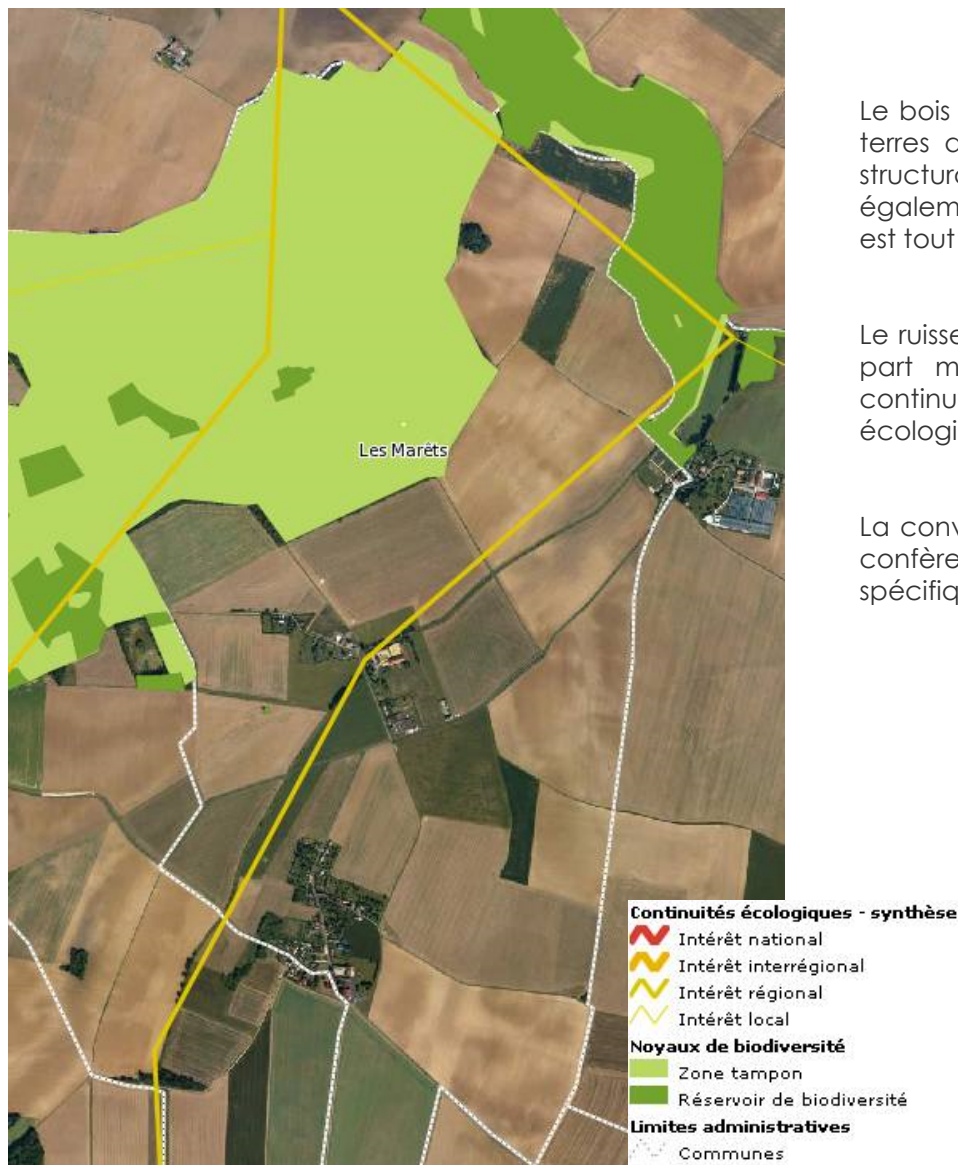 Le bois
terres
structur
égalem
est tout
Le ruisse
part m
continu
écologi
La conv
confère
spécifiq
Les Marêts
Continuités écologiques - synthèse
Intérêt national
Intérêt interrégional
Intérêt régional
Intérêt local
Noyaux de biodiversité
Zone tampon
Réservoir de biodiversité
Limites administratives
Communes